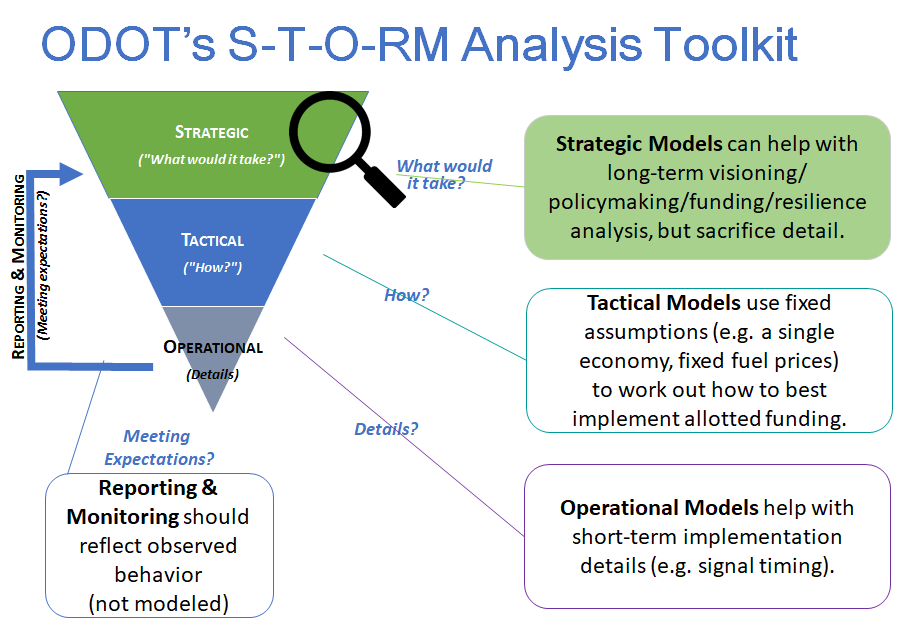 ODOT's S-T-O-RM Analysis Toolkit
STRATEGIC
("What would it take?")
TACTICAL
("How?")
OPERATIONAL
(Details)
REPORTING & MONITORING
(Meeting expectations?)
What would
it take?
Strategic Models can help with
long-term visioning/
policymaking/funding/resilience
analysis, but sacrifice detail.
How?
Tactical Models use fixed
assumptions (e.g. a single
economy, fixed fuel prices)
to work out how to best
implement allotted funding.
Details?
Operational Models help with
short-term implementation
details (e.g. signal timing).
Meeting
Expectations?
Reporting &
Monitoring should
reflect observed
behavior
(not modeled)